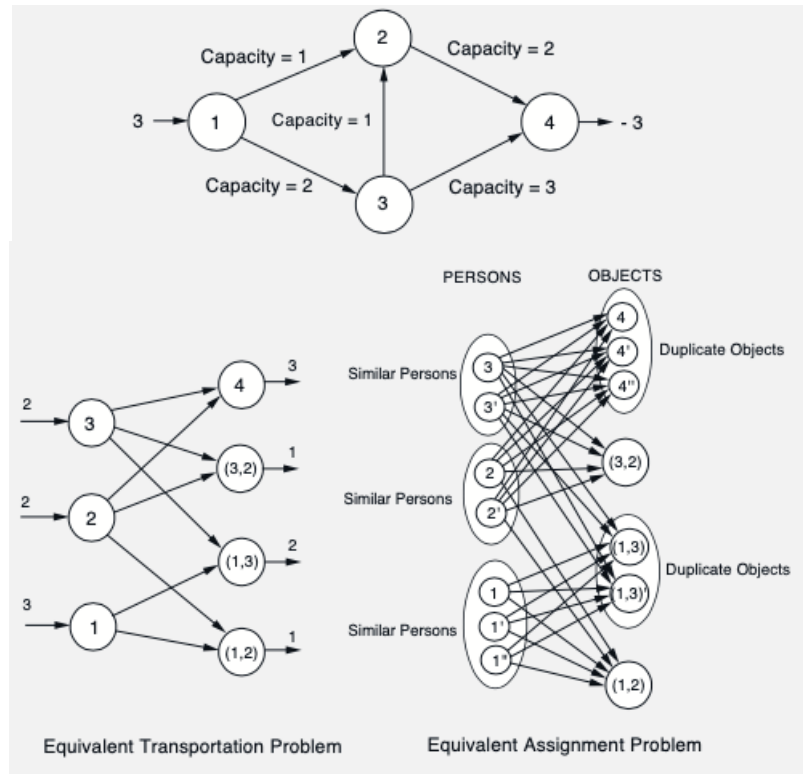 2
Capacity = 1
Capacity = 2
3
1
Capacity = 1
4
- 3
Capacity = 2
Capacity = 3
3
PERSONS
OBJECTS
4
4'
Duplicate Objects
4"
3
Similar Persons
3'
3
4
2
3
1
(3,2)
(3,2)
2
Similar Persons
2'
2
2
2
(1,3)
(1,3)
(1,3)'
Duplicate Objects
1
1'
1"
Similar Persons
3
1
1
(1,2)
(1,2)
Equivalent Transportation Problem
Equivalent Assignment Problem